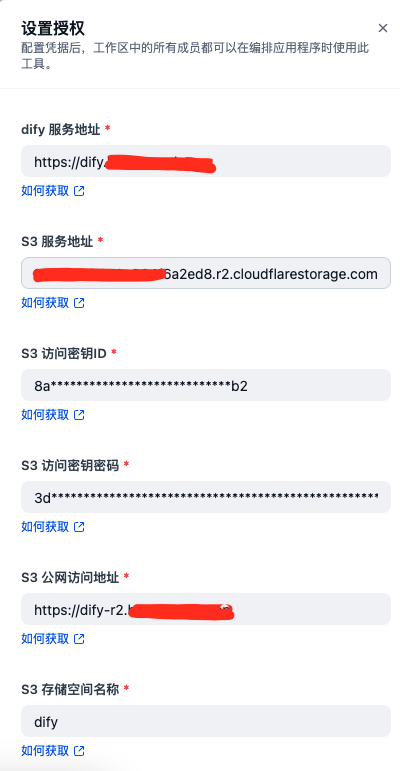 设置授权
配置凭据后，工作区中的所有成员都可以在编排应用程序时使用此
工具。
dify 服务地址 *
https://dify.
如何获取
S3 服务地址 *
6a2ed8.r2.cloudflarestorage.com
如何获取
S3 访问密钥ID *
8a****************************b2
如何获取
S3 访问密钥密码 *
3d***************************************************
如何获取
S3 公网访问地址 *
https://dify-r2.
如何获取
S3 存储空间名称 *
dify
如何获取